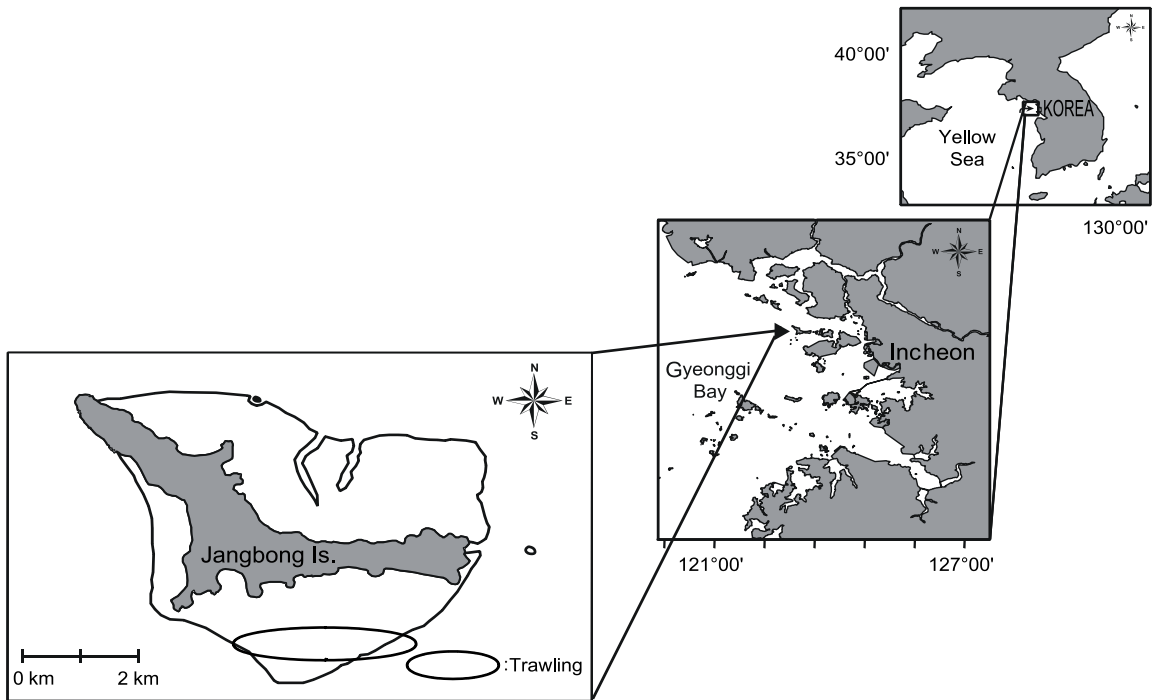 N
W E
S
40°00'
KOREA
Yellow
Sea
35°00'
130°00'
N
W E
S
Incheon
Gyeonggi
Bay
121°00'
127°00'
N
W E
S
Jangbong Is.
0 km
2 km
:Trawling